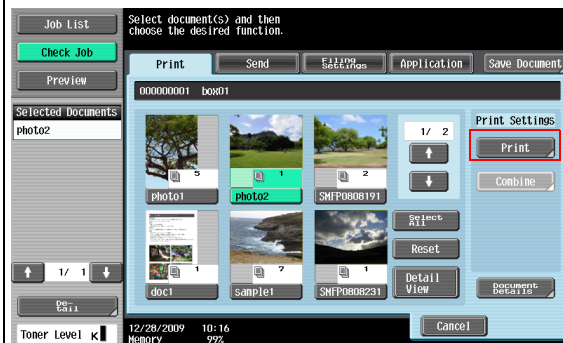 Job List
Select document(s) and then
choose the desired function.
Check Job
Preview
Print
Send
Filing
Settings
Application
Save Document
000000001 box01
Selected Documents
photo2
5
photo1
1
photo2
2
SMFP0808191
1/ 2
Print Settings
Print
Combine
Select
All
Reset
1
doc1
7
sample1
1
SMFP0808231
Detail
View
Document
Details
1/ 1
De-
tail
Toner Level K
12/28/2009 10:16
Memory 99%
Cancel